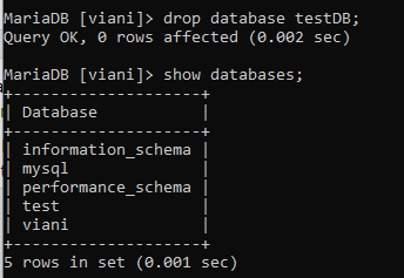 MariaDB [viani]> drop database testDB;
Query OK, 0 rows affected (0.002 sec)
MariaDB [viani]> show databases;
+--------------------+
| Database           |
+--------------------+
| information_schema |
| mysql              |
| performance_schema |
| test               |
| viani              |
+--------------------+
5 rows in set (0.001 sec)